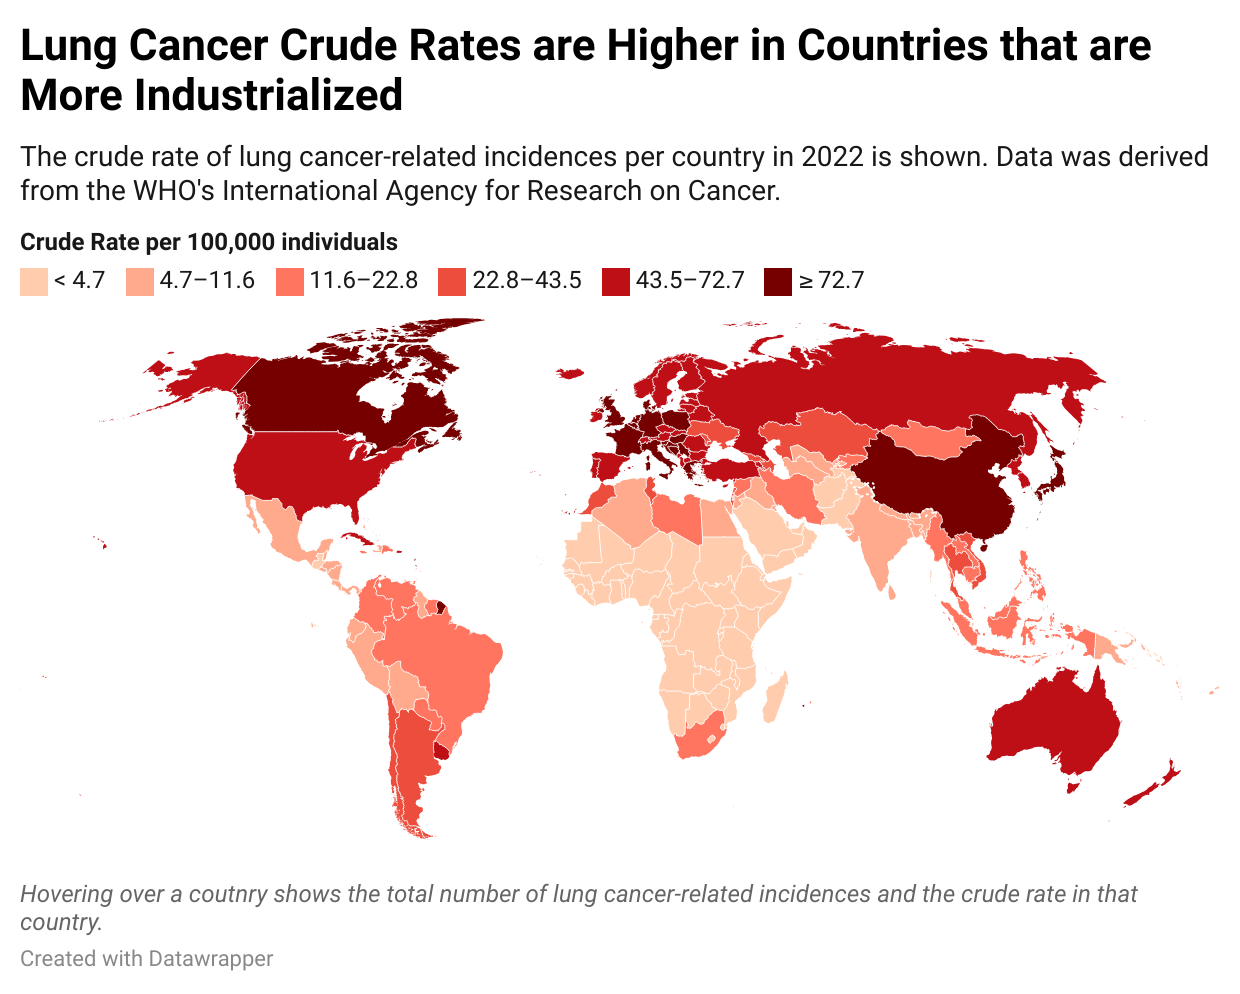 Lung Cancer Crude Rates are Higher in Countries that are
More Industrialized
The crude rate of lung cancer-related incidences per country in 2022 is shown. Data was derived
from the WHO's International Agency for Research on Cancer.
Crude Rate per 100,000 individuals
< 4.7 4.7–11.6 11.6–22.8 22.8–43.5 43.5–72.7 ≥ 72.7
Hovering over a coutnry shows the total number of lung cancer-related incidences and the crude rate in that
country.
Created with Datawrapper